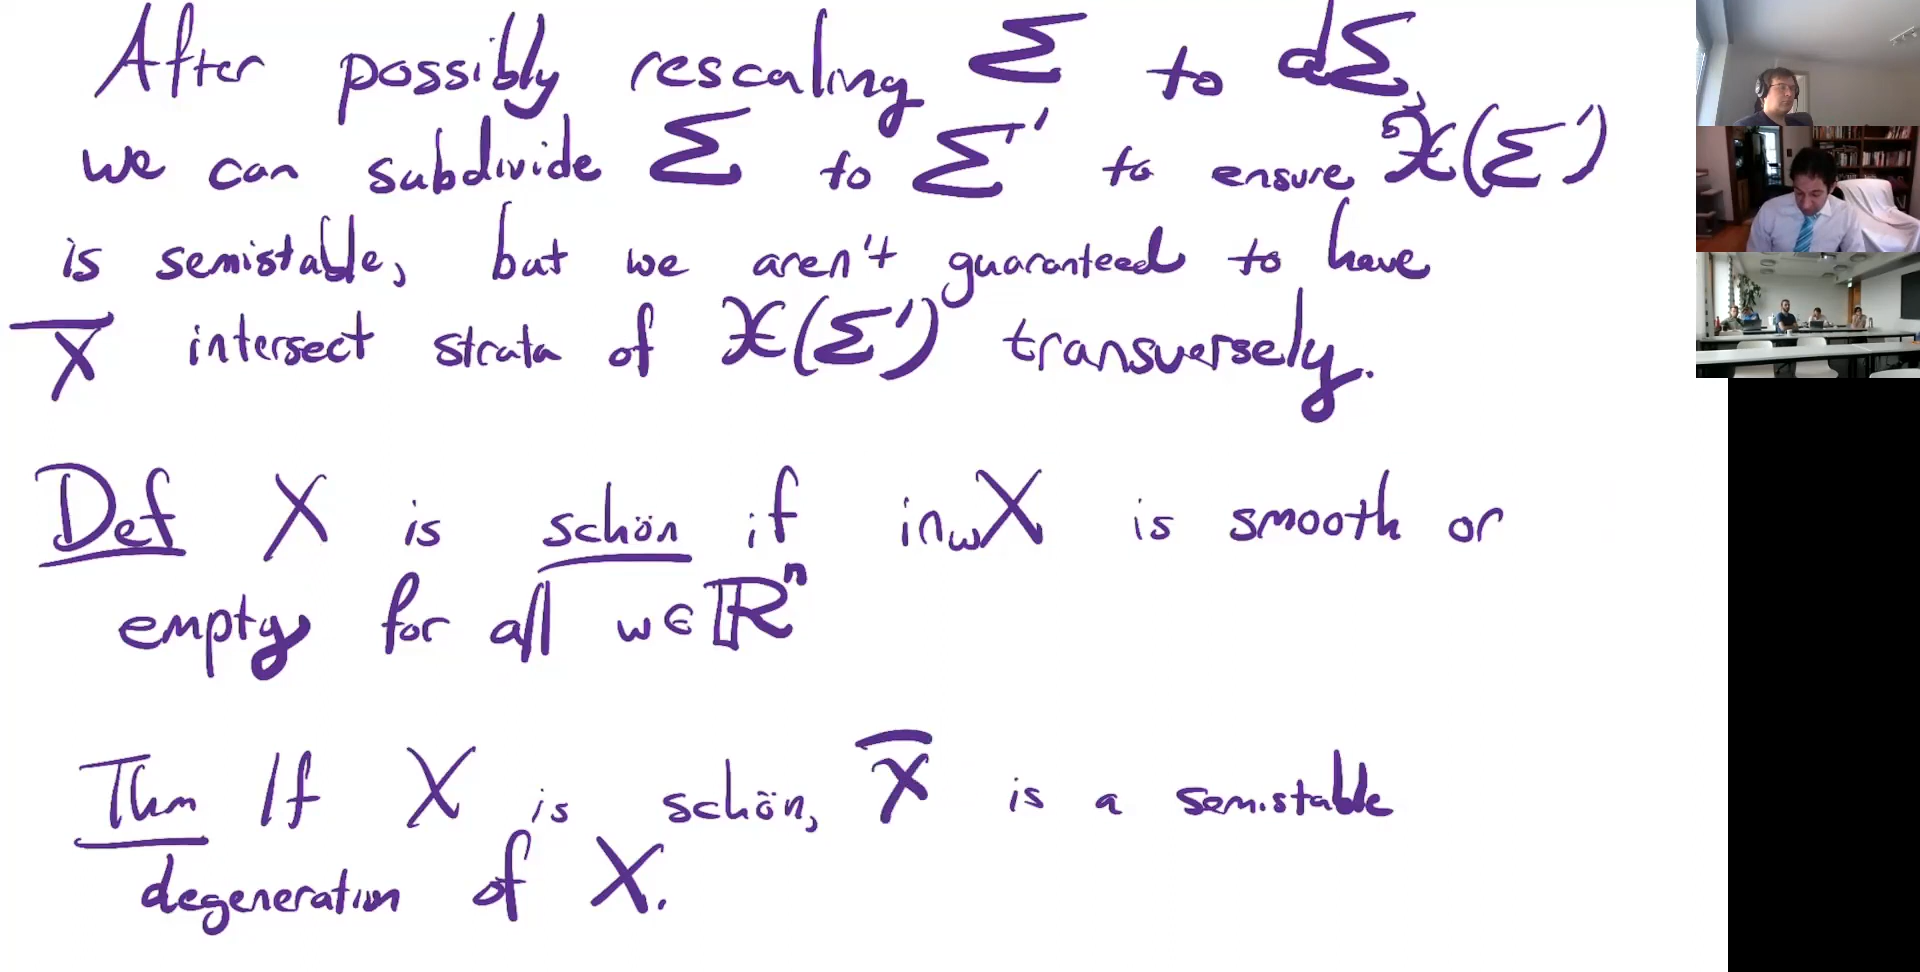 After possibly rescaling Σ to dΣ,
we can subdivide Σ to Σ' to ensure 𝒳(Σ')
is semistable, but we aren't guaranteed to have
X̅ intersect strata of 𝒳(Σ') transversely.
Def X is schön if in_w X is smooth or
empty for all w ∈ ℝⁿ
Thm If X is schön, X̅ is a semistable
degeneration of X.